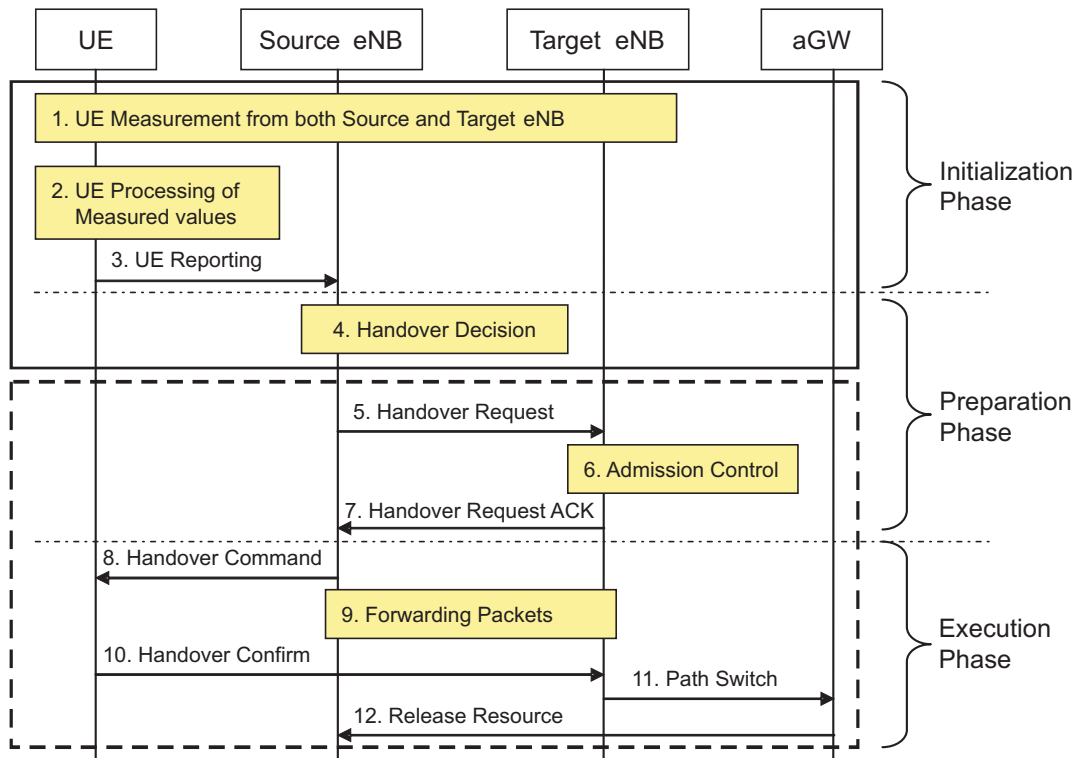 UE
Source eNB
Target eNB
aGW
1. UE Measurement from both Source and Target eNB
2. UE Processing of
Measured values
3. UE Reporting
Initialization
Phase
4. Handover Decision
5. Handover Request
6. Admission Control
7. Handover Request ACK
Preparation
Phase
8. Handover Command
9. Forwarding Packets
10. Handover Confirm
11. Path Switch
12. Release Resource
Execution
Phase